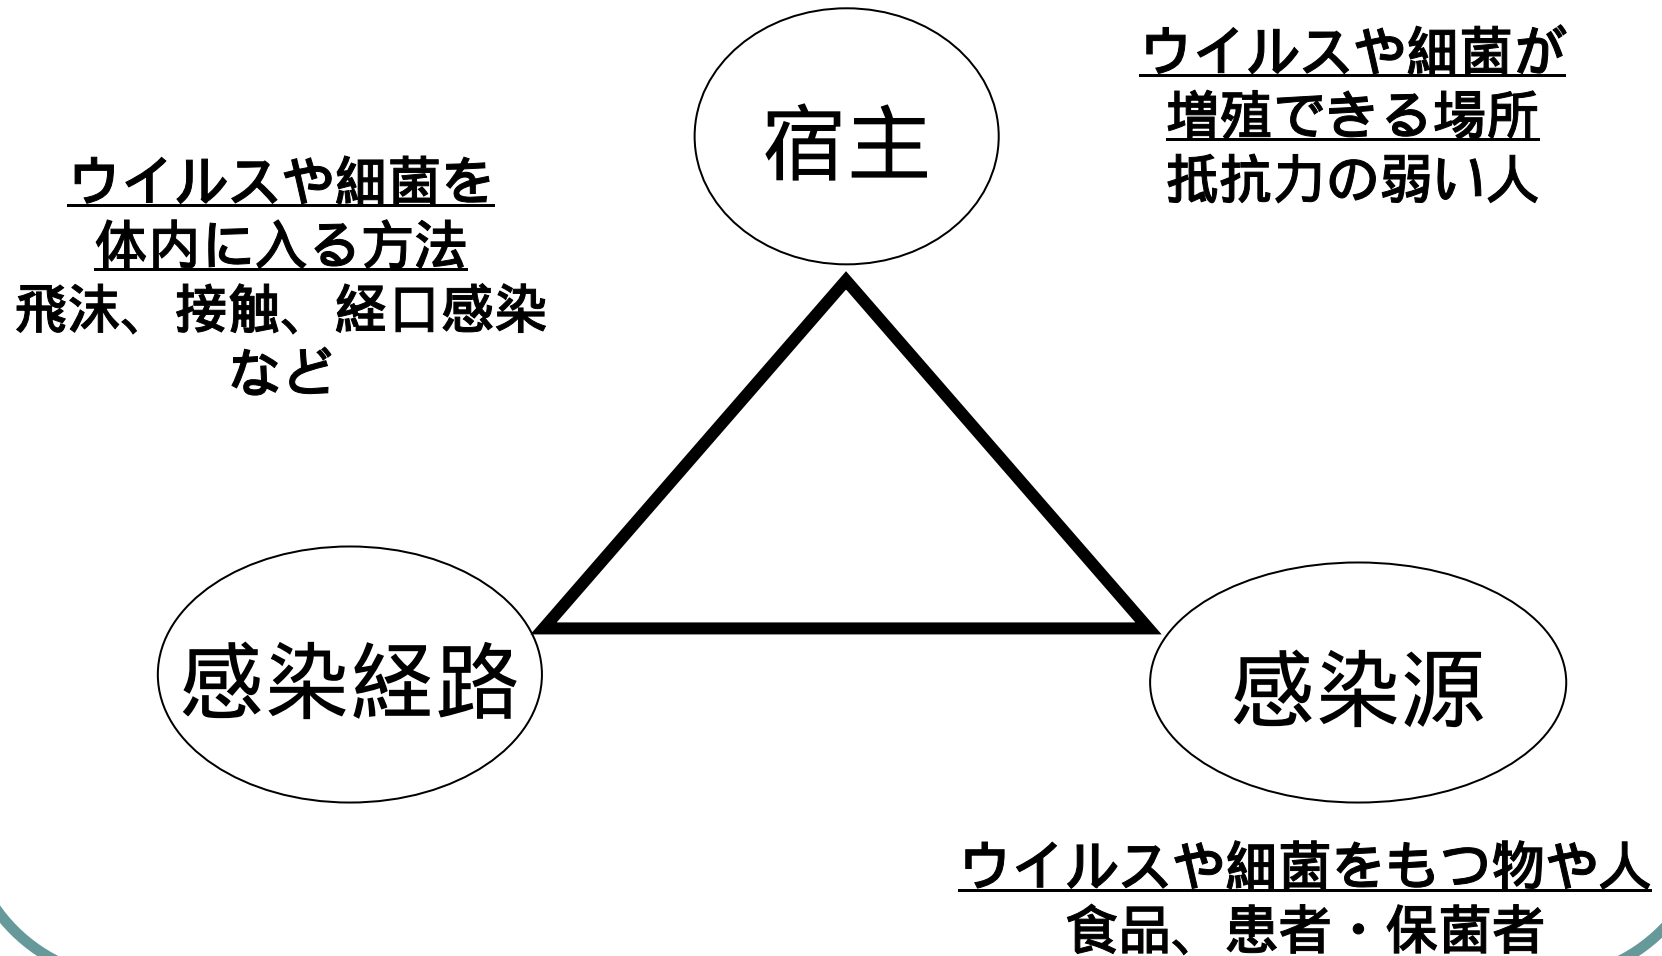 宿主
ウイルスや細菌が
増殖できる場所
抵抗力の弱い人
ウイルスや細菌を
体内に入る方法
飛沫、接触、経口感染
など
感染経路
感染源
ウイルスや細菌をもつ物や人
食品、患者・保菌者